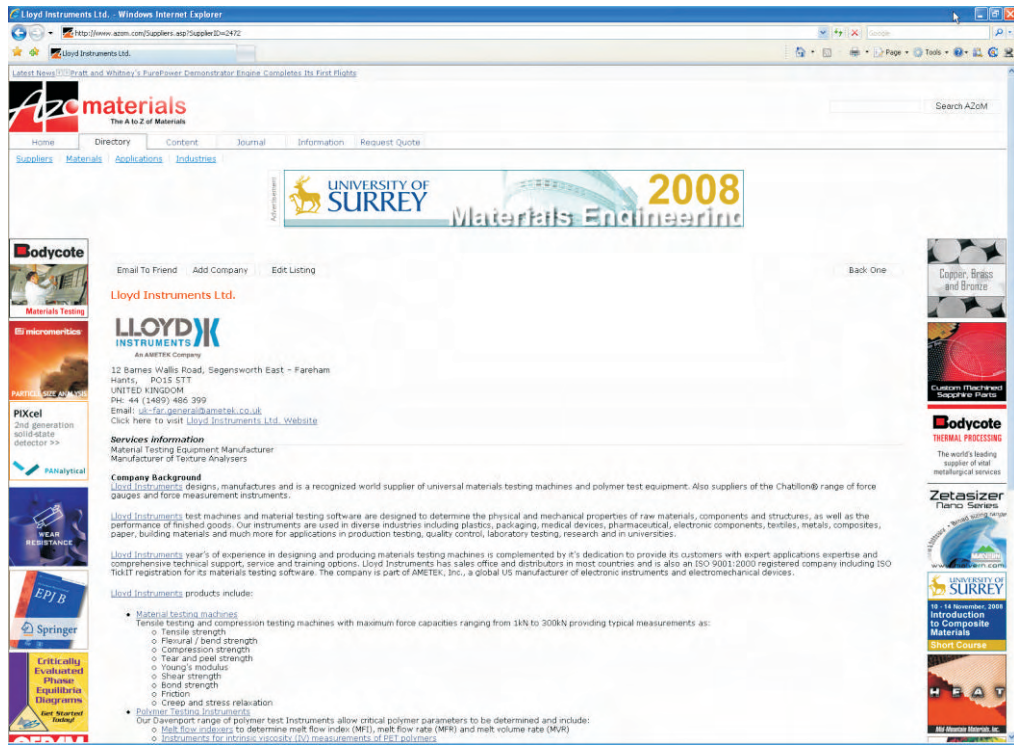 Lloyd Instruments Ltd. - Windows Internet Explorer
http://www.azom.com/Suppliers.asp?SupplierID=2472
Google
Lloyd Instruments Ltd.
Page
Tools
Latest News Pratt and Whitney's PurePower Demonstrator Engine Completes Its First Flights
AZo materials
The A to Z of Materials
Search AZoM
Home Directory Content Journal Information Request Quote
Suppliers Materials Applications Industries
Advertisement
UNIVERSITY OF
SURREY
2008
Materials Engineering
Bodycote
Materials Testing
Email To Friend Add Company Edit Listing Back One
Lloyd Instruments Ltd.
LLOYD
INSTRUMENTS
An AMETEK Company
12 Barnes Wallis Road, Segensworth East - Fareham
Hants, PO15 5TT
UNITED KINGDOM
PH: 44 (1489) 486 399
Email: uk-far.general@ametek.co.uk
Click here to visit Lloyd Instruments Ltd. Website
Services information
Material Testing Equipment Manufacturer
Manufacturer of Texture Analysers
Company Background
Lloyd Instruments designs, manufactures and is a recognized world supplier of universal materials testing machines and polymer test equipment. Also suppliers of the Chatillon® range of force
gauges and force measurement instruments.
Lloyd Instruments test machines and material testing software are designed to determine the physical and mechanical properties of raw materials, components and structures, as well as the
performance of finished goods. Our instruments are used in diverse industries including plastics, packaging, medical devices, pharmaceutical, electronic components, textiles, metals, composites,
paper, building materials and much more for applications in production testing, quality control, laboratory testing, research and in universities.
Lloyd Instruments year's of experience in designing and producing materials testing machines is complemented by it's dedication to provide its customers with expert applications expertise and
comprehensive technical support, service and training options. Lloyd Instruments has sales office and distributors in most countries and is also an ISO 9001:2000 registered company including ISO
TickIT registration for its materials testing software. The company is part of AMETEK, Inc., a global US manufacturer of electronic instruments and electromechanical devices.
Lloyd Instruments products include:
• Material testing machines
Tensile testing and compression testing machines with maximum force capacities ranging from 1kN to 300kN providing typical measurements as:
o Tensile strength
o Flexural / bend strength
o Compression strength
o Tear and peel strength
o Young's modulus
o Shear strength
o Bond strength
o Friction
o Creep and stress relaxation
• Polymer Testing Instruments
Our Davenport range of polymer test Instruments allow critical polymer parameters to be determined and include:
o Melt flow indexers to determine melt flow index (MFI), melt flow rate (MFR) and melt volume rate (MVR)
o Instruments for intrinsic viscosity (IV) measurements of PET polymers
micromeritics
PARTICLE SIZE ANALYSIS
PIXcel
2nd generation
solid-state
detector >>
PANalytical
WEAR
RESISTANCE
EPJ B
Springer
Critically
Evaluated
Phase
Equilibria
Diagrams
Get Started
Today!
Copper, Brass
and Bronze
Custom Machined
Sapphire Parts
Bodycote
THERMAL PROCESSING
The world's leading
supplier of vital
metallurgical services
Zetasizer
Nano Series
UNIVERSITY OF
SURREY
10 - 14 November, 2008
Introduction
to Composite
Materials
Short Course
HEAT
Mid-Mountain Materials, Inc.